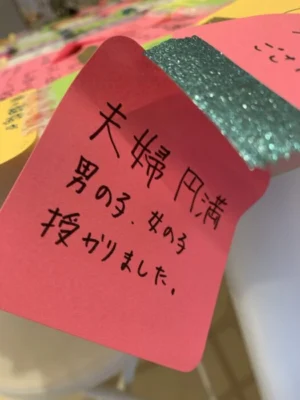 夫婦円満
男の子、女の子
授かりました。